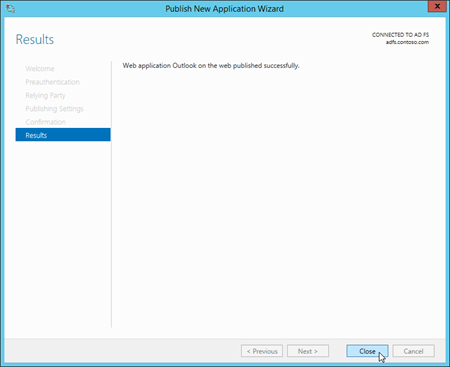 Publish New Application Wizard
x
Results
CONNECTED TO AD FS
adfs.contoso.com
Welcome
Preauthentication
Relying Party
Publishing Settings
Confirmation
Results
Web application Outlook on the web published successfully.
< Previous
Next >
Close
Cancel